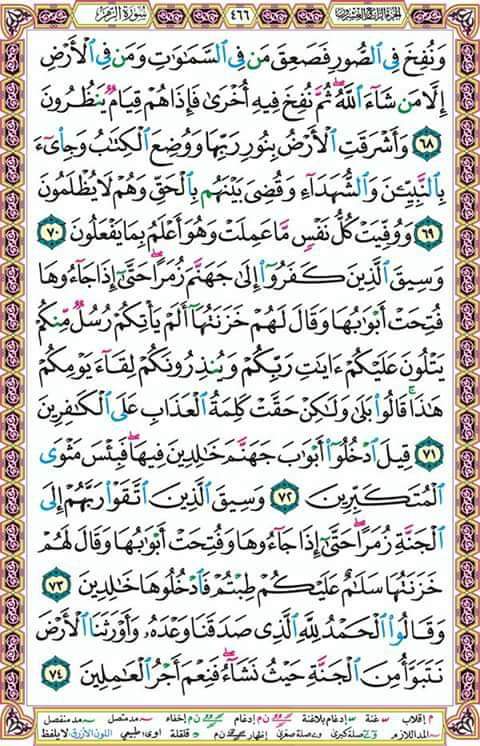 سُورَةُ الزُّمَرِ ٤٦٦ الجزء الرابع والعشرون
وَنُفِخَ فِى ٱلصُّورِ فَصَعِقَ مَن فِى ٱلسَّمَٰوَٰتِ وَمَن فِى ٱلْأَرْضِ
إِلَّا مَن شَآءَ ٱللَّهُ ۖ ثُمَّ نُفِخَ فِيهِ أُخْرَىٰ فَإِذَا هُمْ قِيَامٌ يَنظُرُونَ
٦٨ وَأَشْرَقَتِ ٱلْأَرْضُ بِنُورِ رَبِّهَا وَوُضِعَ ٱلْكِتَٰبُ وَجِا۟ىٓءَ
بِٱلنَّبِيِّـۧنَ وَٱلشُّهَدَآءِ وَقُضِىَ بَيْنَهُم بِٱلْحَقِّ وَهُمْ لَا يُظْلَمُونَ
٦٩ وَوُفِّيَتْ كُلُّ نَفْسٍ مَّا عَمِلَتْ وَهُوَ أَعْلَمُ بِمَا يَفْعَلُونَ ٧٠
وَسِيقَ ٱلَّذِينَ كَفَرُوٓا۟ إِلَىٰ جَهَنَّمَ زُمَرًا ۖ حَتَّىٰٓ إِذَا جَآءُوهَا
فُتِحَتْ أَبْوَٰبُهَا وَقَالَ لَهُمْ خَزَنَتُهَآ أَلَمْ يَأْتِكُمْ رُسُلٌ مِّنكُمْ
يَتْلُونَ عَلَيْكُمْ ءَايَٰتِ رَبِّكُمْ وَيُنذِرُونَكُمْ لِقَآءَ يَوْمِكُمْ
هَٰذَا ۚ قَالُوا۟ بَلَىٰ وَلَٰكِنْ حَقَّتْ كَلِمَةُ ٱلْعَذَابِ عَلَى ٱلْكَٰفِرِينَ
٧١ قِيلَ ٱدْخُلُوٓا۟ أَبْوَٰبَ جَهَنَّمَ خَٰلِدِينَ فِيهَا ۖ فَبِئْسَ مَثْوَى
ٱلْمُتَكَبِّرِينَ ٧٢ وَسِيقَ ٱلَّذِينَ ٱتَّقَوْا۟ رَبَّهُمْ إِلَى
ٱلْجَنَّةِ زُمَرًا ۖ حَتَّىٰٓ إِذَا جَآءُوهَا وَفُتِحَتْ أَبْوَٰبُهَا وَقَالَ لَهُمْ
خَزَنَتُهَا سَلَٰمٌ عَلَيْكُمْ طِبْتُمْ فَٱدْخُلُوهَا خَٰلِدِينَ ٧٣
وَقَالُوا۟ ٱلْحَمْدُ لِلَّهِ ٱلَّذِى صَدَقَنَا وَعْدَهُۥ وَأَوْرَثَنَا ٱلْأَرْضَ
نَتَبَوَّأُ مِنَ ٱلْجَنَّةِ حَيْثُ نَشَآءُ ۖ فَنِعْمَ أَجْرُ ٱلْعَٰمِلِينَ ٧٤
م إقلاب غنة إدغام بلاغنة ن م إدغام ن م إخفاء مد متصل مد منفصل
المد اللازم صلة كبرى صلة صغرى إظهار قلقلة اوى: طبيعي اللون الأزرق: لا يلفظ